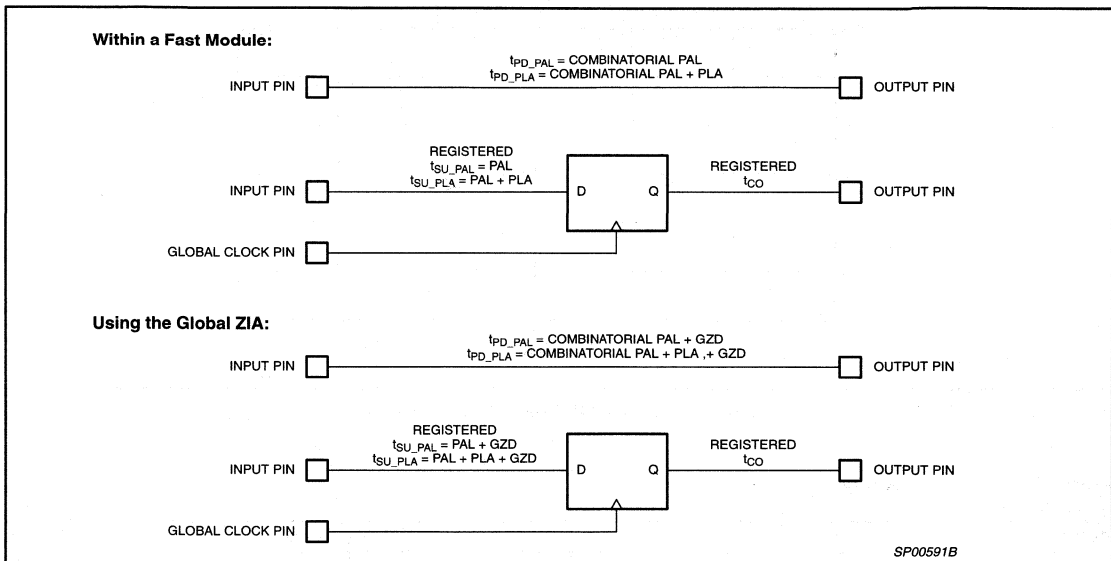 Within a Fast Module:
tPD_PAL = COMBINATORIAL PAL
tPD_PLA = COMBINATORIAL PAL + PLA
INPUT PIN
OUTPUT PIN
REGISTERED
tSU_PAL = PAL
tSU_PLA = PAL + PLA
INPUT PIN
D
Q
REGISTERED
tCO
OUTPUT PIN
GLOBAL CLOCK PIN
Using the Global ZIA:
tPD_PAL = COMBINATORIAL PAL + GZD
tPD_PLA = COMBINATORIAL PAL + PLA ,+ GZD
INPUT PIN
OUTPUT PIN
REGISTERED
tSU_PAL = PAL + GZD
tSU_PLA = PAL + PLA + GZD
INPUT PIN
D
Q
REGISTERED
tCO
OUTPUT PIN
GLOBAL CLOCK PIN
SP00591B